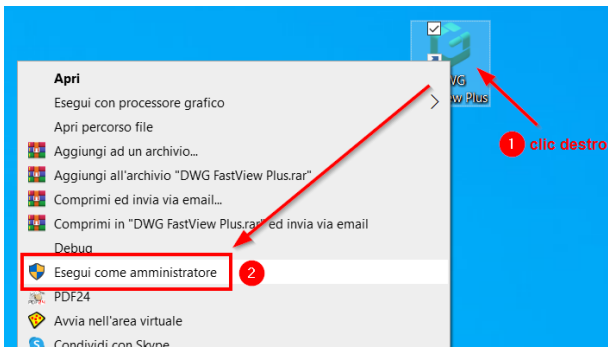 Apri
Esegui con processore grafico
Apri percorso file
Aggiungi ad un archivio...
Aggiungi all'archivio "DWG FastView Plus.rar"
Comprimi ed invia via email...
Comprimi in "DWG FastView Plus.rar" ed invia via email
Debug
Esegui come amministratore
2
PDF24
Avvia nell'area virtuale
Condividi con Skype
WG
ew Plus
1 clic destro